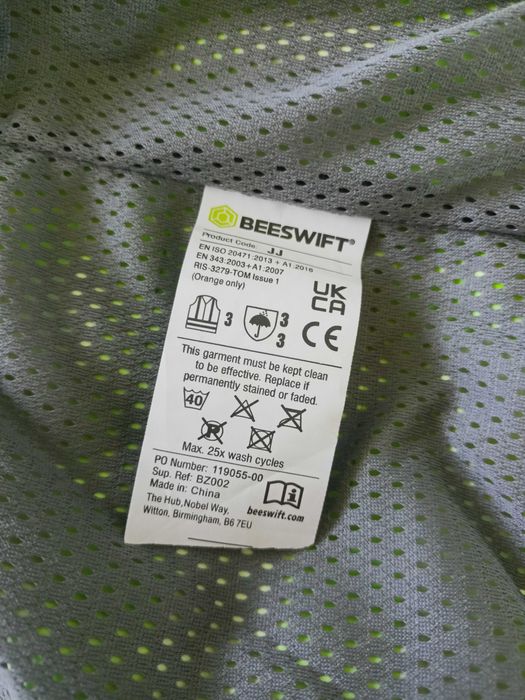 BEESWIFT®
Product Code: JJ
EN ISO 20471:2013 + A1:2016
EN 343:2003+A1:2007
RIS-3279-TOM Issue 1
(Orange only)
UK
CA
3
3
3
CE
This garment must be kept clean
to be effective. Replace if
permanently stained or faded.
40
Max. 25x wash cycles
PO Number: 119055-00
Sup. Ref: BZ002
Made in: China
The Hub,Nobel Way,
Witton, Birmingham, B6 7EU
i
beeswift.com